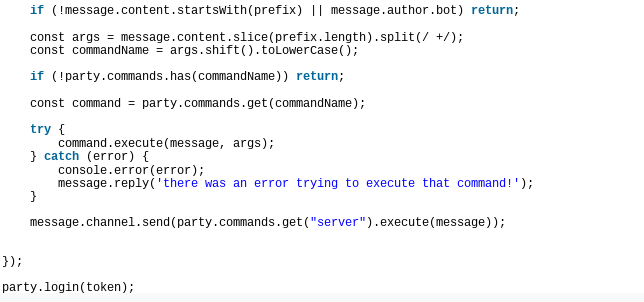 if (!message.content.startsWith(prefix) || message.author.bot) return;
const args = message.content.slice(prefix.length).split(/ +/);
const commandName = args.shift().toLowerCase();
if (!party.commands.has(commandName)) return;
const command = party.commands.get(commandName);
try {
command.execute(message, args);
} catch (error) {
console.error(error);
message.reply('there was an error trying to execute that command!');
}
message.channel.send(party.commands.get("server").execute(message));
});
party.login(token);